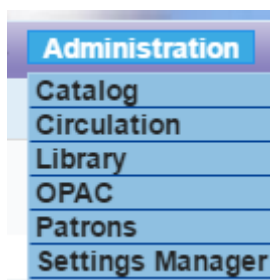 Administration
Catalog
Circulation
Library
OPAC
Patrons
Settings Manager